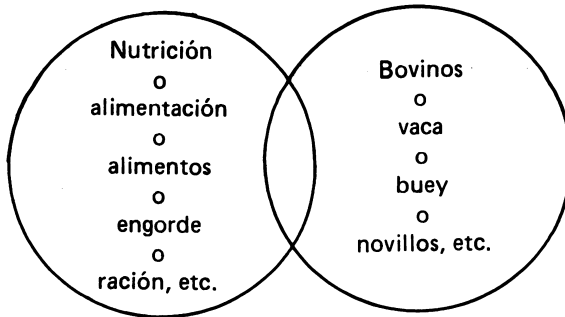 Nutrición
o
alimentación
o
alimentos
o
engorde
o
ración, etc.
Bovinos
o
vaca
o
buey
o
novillos, etc.